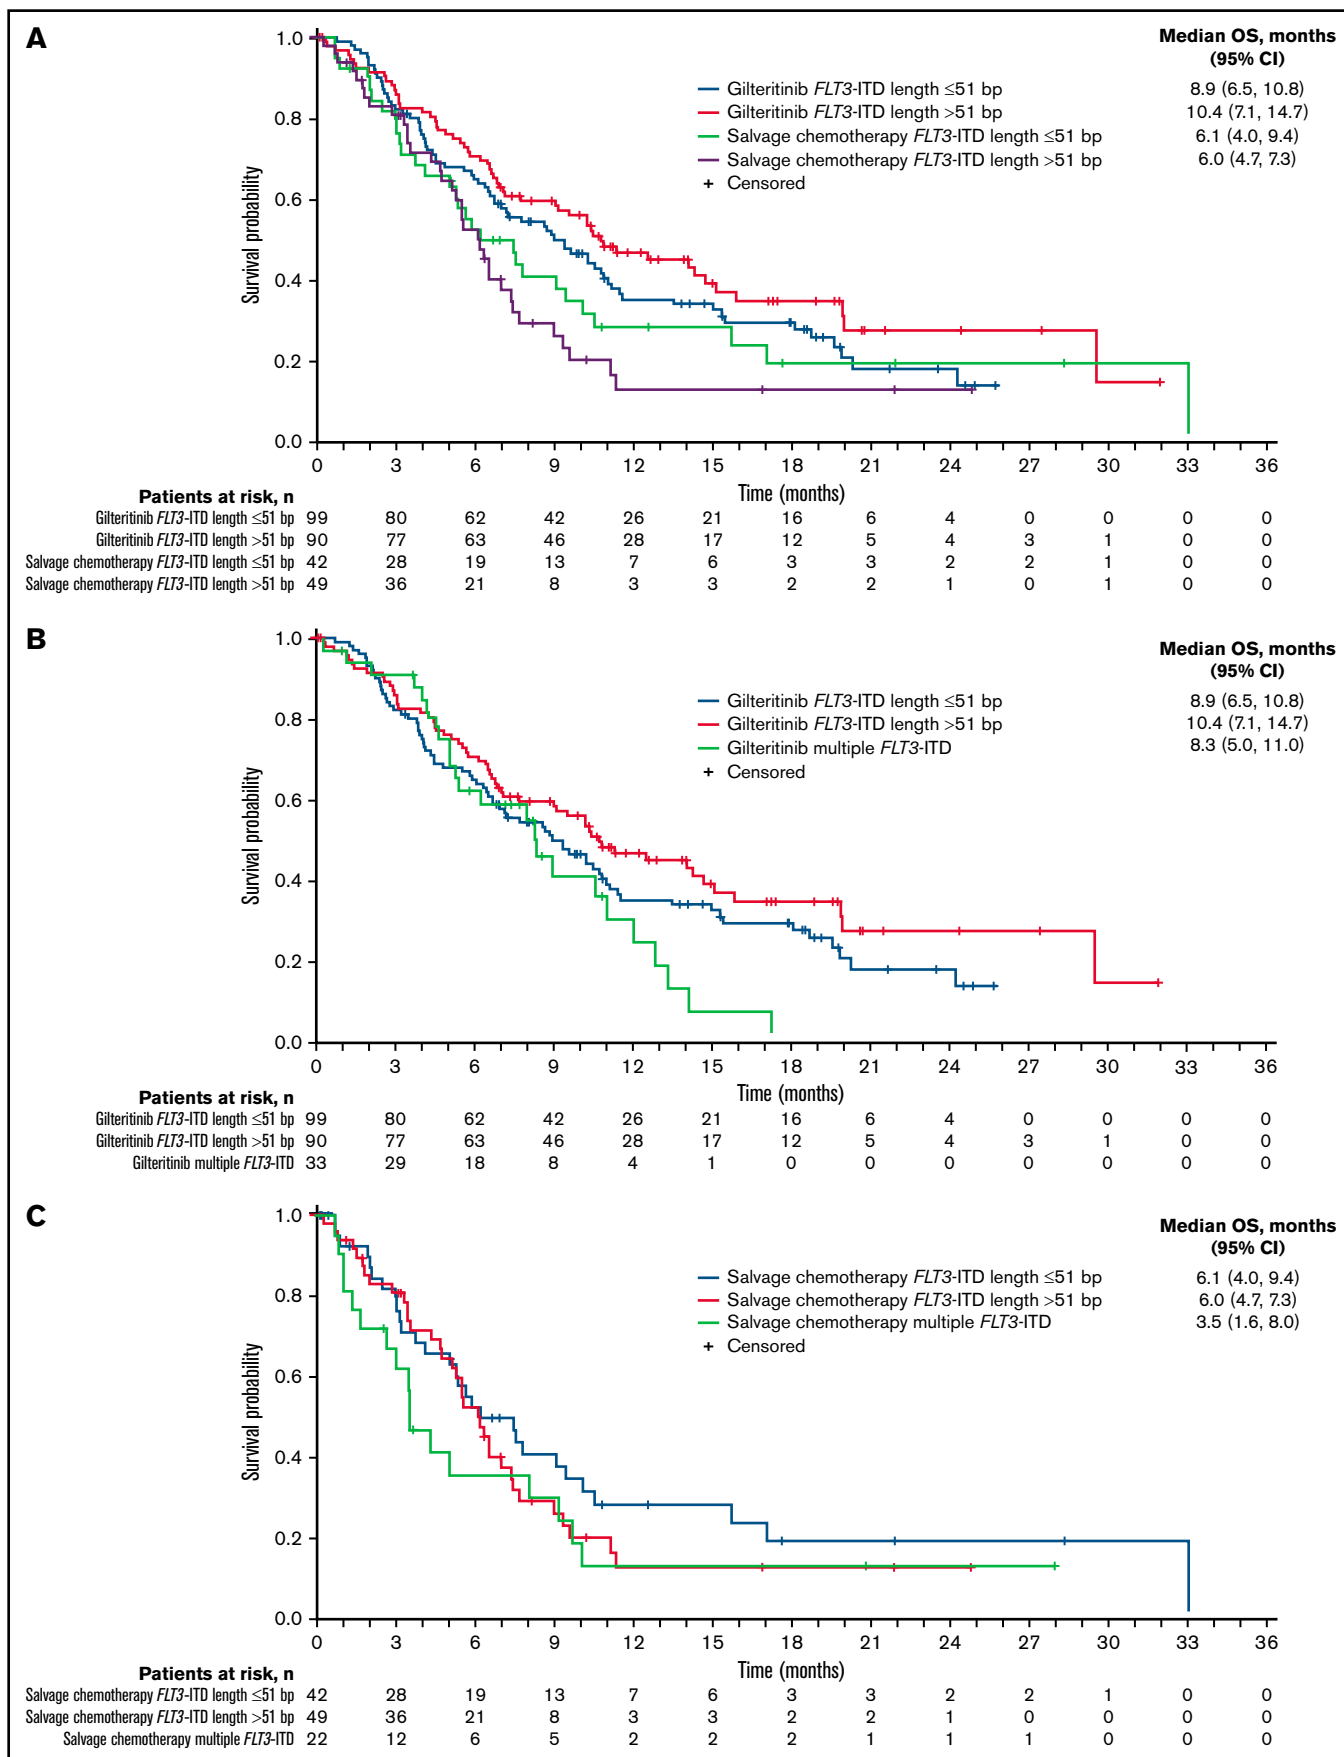 A
Median OS, months
(95% CI)
Gilteritinib FLT3-ITD length ≤51 bp 8.9 (6.5, 10.8)
Gilteritinib FLT3-ITD length >51 bp 10.4 (7.1, 14.7)
Salvage chemotherapy FLT3-ITD length ≤51 bp 6.1 (4.0, 9.4)
Salvage chemotherapy FLT3-ITD length >51 bp 6.0 (4.7, 7.3)
+ Censored
Survival probability
1.0
0.8
0.6
0.4
0.2
0.0
0 3 6 9 12 15 18 21 24 27 30 33 36
Time (months)
Patients at risk, n
Gilteritinib FLT3-ITD length ≤51 bp 99 80 62 42 26 21 16 6 4 0 0 0 0
Gilteritinib FLT3-ITD length >51 bp 90 77 63 46 28 17 12 5 4 3 1 0 0
Salvage chemotherapy FLT3-ITD length ≤51 bp 42 28 19 13 7 6 3 3 2 2 1 0 0
Salvage chemotherapy FLT3-ITD length >51 bp 49 36 21 8 3 3 2 2 1 0 1 0 0
B
Median OS, months
(95% CI)
Gilteritinib FLT3-ITD length ≤51 bp 8.9 (6.5, 10.8)
Gilteritinib FLT3-ITD length >51 bp 10.4 (7.1, 14.7)
Gilteritinib multiple FLT3-ITD 8.3 (5.0, 11.0)
+ Censored
Survival probability
1.0
0.8
0.6
0.4
0.2
0.0
0 3 6 9 12 15 18 21 24 27 30 33 36
Time (months)
Patients at risk, n
Gilteritinib FLT3-ITD length ≤51 bp 99 80 62 42 26 21 16 6 4 0 0 0 0
Gilteritinib FLT3-ITD length >51 bp 90 77 63 46 28 17 12 5 4 3 1 0 0
Gilteritinib multiple FLT3-ITD 33 29 18 8 4 1 0 0 0 0 0 0 0
C
Median OS, months
(95% CI)
Salvage chemotherapy FLT3-ITD length ≤51 bp 6.1 (4.0, 9.4)
Salvage chemotherapy FLT3-ITD length >51 bp 6.0 (4.7, 7.3)
Salvage chemotherapy multiple FLT3-ITD 3.5 (1.6, 8.0)
+ Censored
Survival probability
1.0
0.8
0.6
0.4
0.2
0.0
0 3 6 9 12 15 18 21 24 27 30 33 36
Time (months)
Patients at risk, n
Salvage chemotherapy FLT3-ITD length ≤51 bp 42 28 19 13 7 6 3 3 2 2 1 0 0
Salvage chemotherapy FLT3-ITD length >51 bp 49 36 21 8 3 3 2 2 1 0 0 0 0
Salvage chemotherapy multiple FLT3-ITD 22 12 6 5 2 2 2 1 1 1 0 0 0